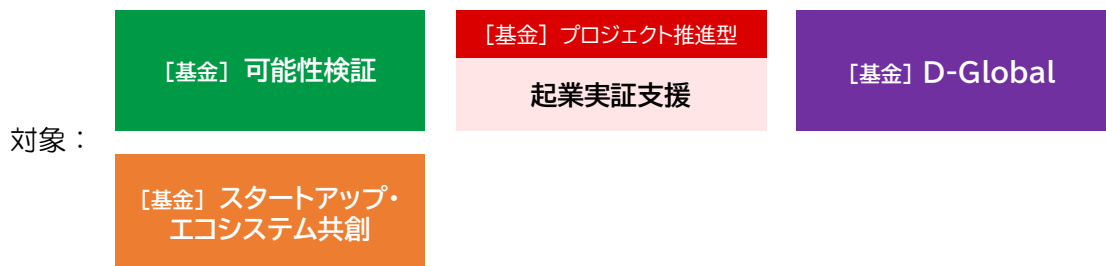 対象：
［基金］可能性検証
［基金］プロジェクト推進型
起業実証支援
［基金］D-Global
［基金］スタートアップ・
エコシステム共創